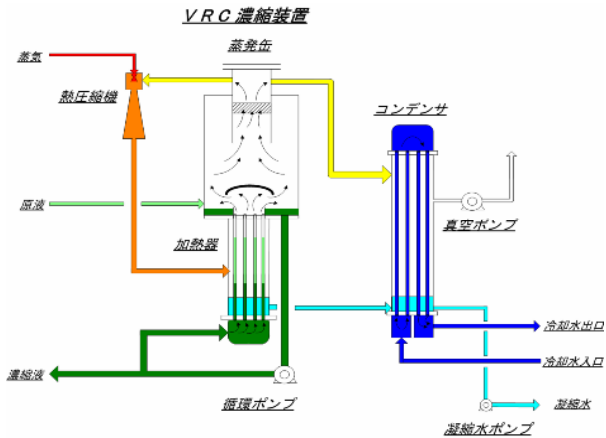 VRC濃縮装置
蒸発缶
蒸気
熱圧縮機
コンデンサ
原液
真空ポンプ
加熱器
冷却水出口
冷却水入口
濃縮液
循環ポンプ
凝縮水
凝縮水ポンプ